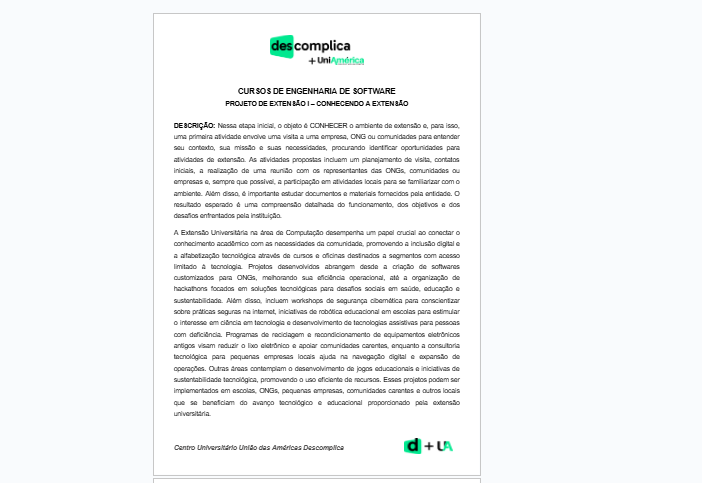 descomplica
+ UniAmérica
CURSOS DE ENGENHARIA DE SOFTWARE
PROJETO DE EXTENSÃO I – CONHECENDO A EXTENSÃO
DESCRIÇÃO: Nessa etapa inicial, o objeto é CONHECER o ambiente de extensão e, para isso,
uma primeira atividade envolve uma visita a uma empresa, ONG ou comunidades para entender
seu contexto, sua missão e suas necessidades, procurando identificar oportunidades para
atividades de extensão. As atividades propostas incluem um planejamento de visita, contatos
iniciais, a realização de uma reunião com os representantes das ONGs, comunidades ou
empresas e, sempre que possível, a participação em atividades locais para se familiarizar com o
ambiente. Além disso, é importante estudar documentos e materiais fornecidos pela entidade. O
resultado esperado é uma compreensão detalhada do funcionamento, dos objetivos e dos
desafios enfrentados pela instituição.
A Extensão Universitária na área de Computação desempenha um papel crucial ao conectar o
conhecimento acadêmico com as necessidades da comunidade, promovendo a inclusão digital e
a alfabetização tecnológica através de cursos e oficinas destinados a segmentos com acesso
limitado à tecnologia. Projetos desenvolvidos abrangem desde a criação de softwares
customizados para ONGs, melhorando sua eficiência operacional, até a organização de
hackathons focados em soluções tecnológicas para desafios sociais em saúde, educação e
sustentabilidade. Além disso, incluem workshops de segurança cibernética para conscientizar
sobre práticas seguras na internet, iniciativas de robótica educacional em escolas para estimular
o interesse em ciência em tecnologia e desenvolvimento de tecnologias assistivas para pessoas
com deficiência. Programas de reciclagem e recondicionamento de equipamentos eletrônicos
antigos visam reduzir o lixo eletrônico e apoiar comunidades carentes, enquanto a consultoria
tecnológica para pequenas empresas locais ajuda na navegação digital e expansão de
operações. Outras áreas contemplam o desenvolvimento de jogos educacionais e iniciativas de
sustentabilidade tecnológica, promovendo o uso eficiente de recursos. Esses projetos podem ser
implementados em escolas, ONGs, pequenas empresas, comunidades carentes e outros locais
que se beneficiam do avanço tecnológico e educacional proporcionado pela extensão
universitária.
Centro Universitário União das Américas Descomplica
d + UA